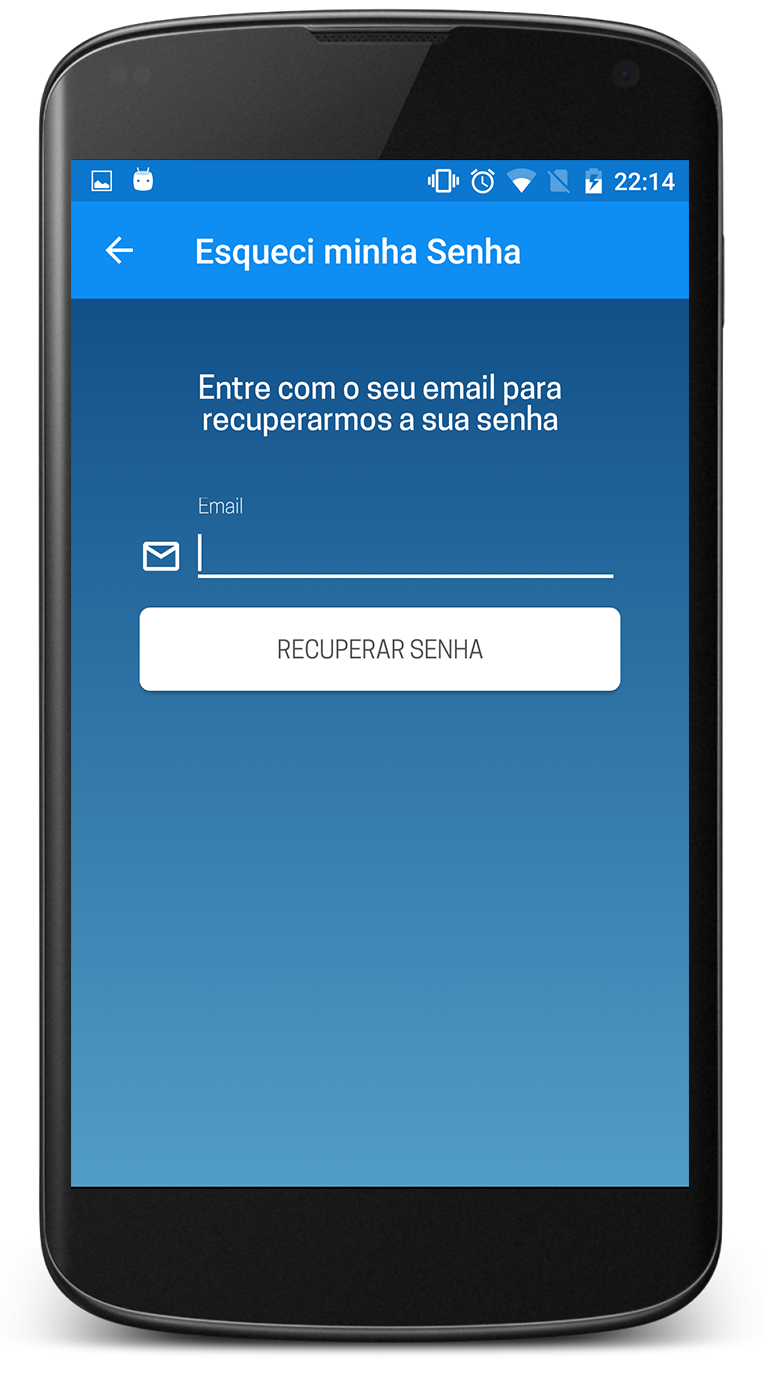 22:14
Esqueci minha Senha
Entre com o seu email para
recuperarmos a sua senha
Email
RECUPERAR SENHA